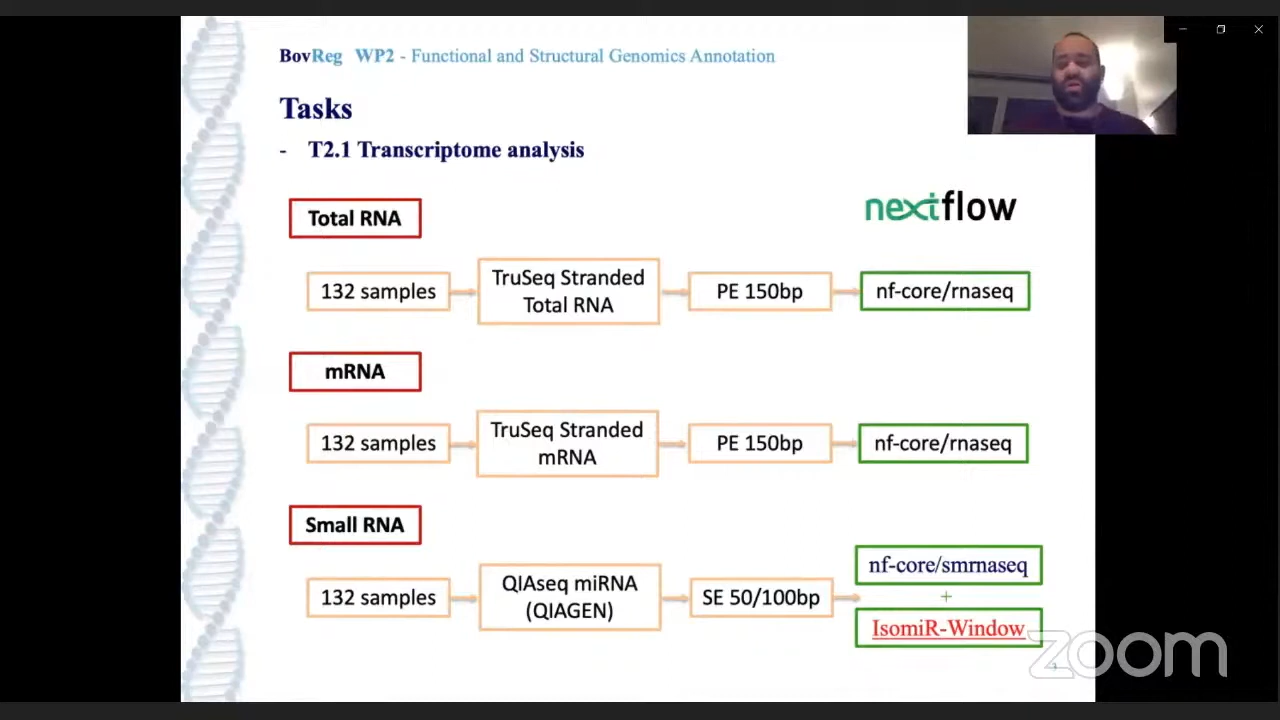 BovReg WP2 - Functional and Structural Genomics Annotation
Tasks
- T2.1 Transcriptome analysis
nextflow
Total RNA
132 samples
TruSeq Stranded
Total RNA
PE 150bp
nf-core/rnaseq
mRNA
132 samples
TruSeq Stranded
mRNA
PE 150bp
nf-core/rnaseq
Small RNA
132 samples
QIAseq miRNA
(QIAGEN)
SE 50/100bp
nf-core/smrnaseq
+
IsomiR-Window
zoom